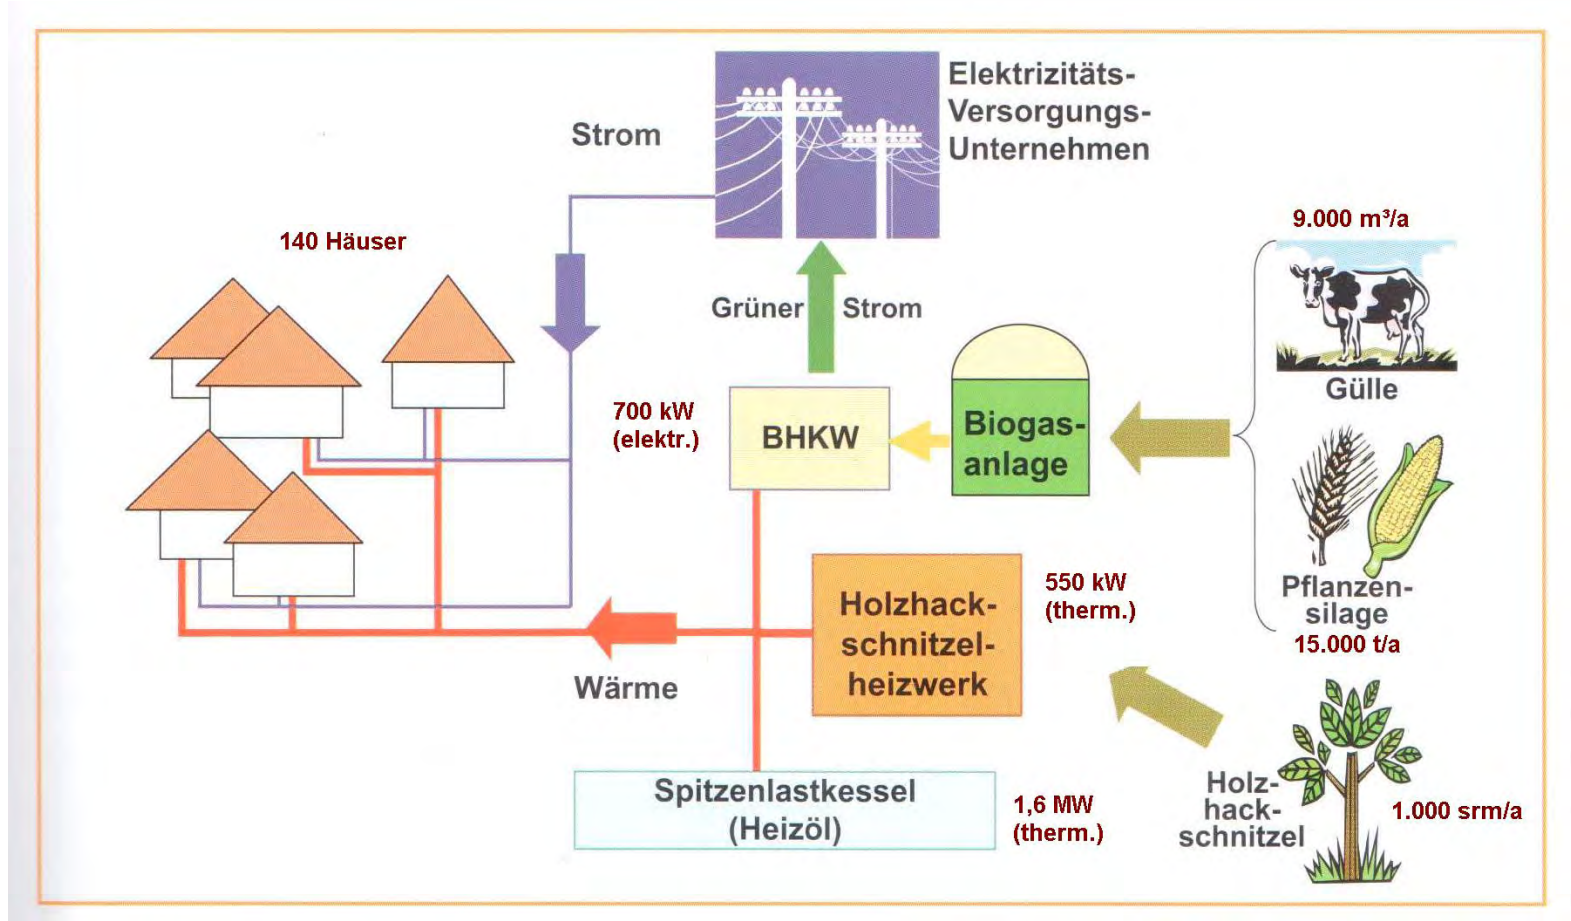 Elektrizitäts-
Versorgungs-
Unternehmen
Strom
140 Häuser
9.000 m³/a
Gülle
Grüner Strom
700 kW
(elektr.)
BHKW
Biogas-
anlage
Pflanzen-
silage
15.000 t/a
Holzhack-
schnitzel-
heizwerk
550 kW
(therm.)
Wärme
Spitzenlastkessel
(Heizöl)
1,6 MW
(therm.)
Holz-
hack-
schnitzel
1.000 srm/a